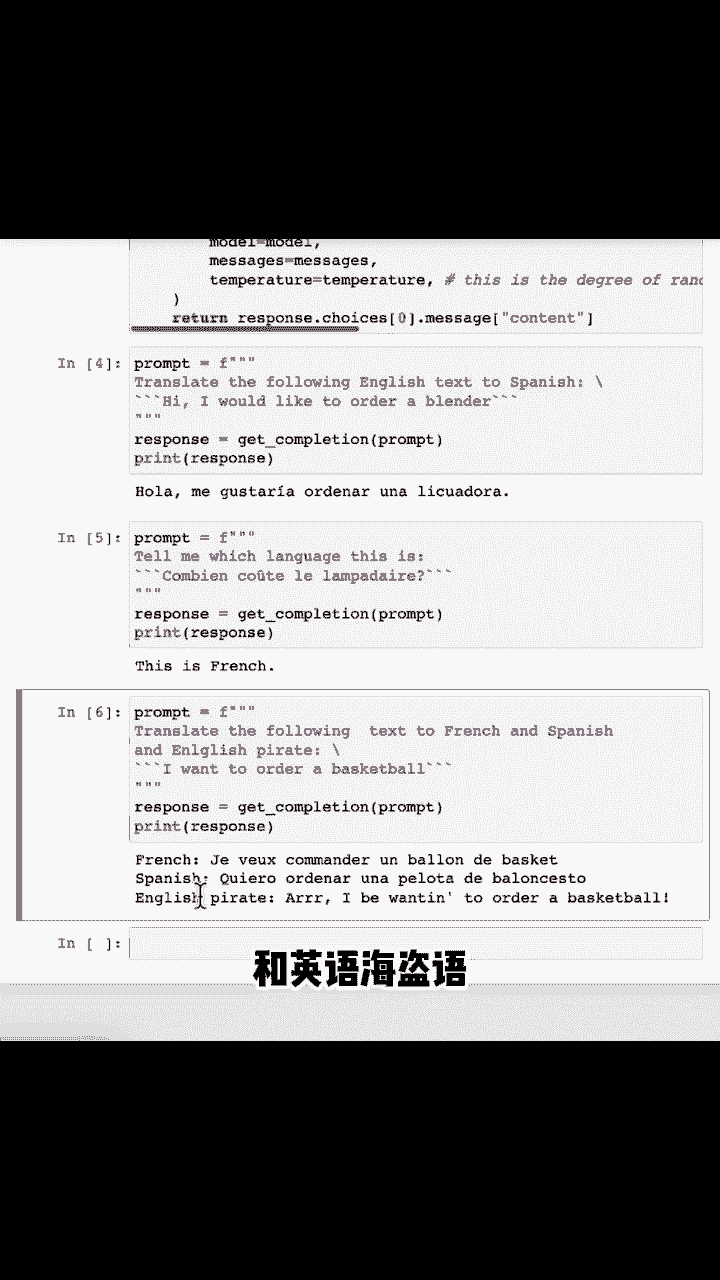 model=model,
messages=messages,
temperature=temperature, # this is the degree of
)
return response.choices[0].message["content"]
In [4]: prompt = f"""
Translate the following English text to Spanish: \
```Hi, I would like to order a blender```
"""
response = get_completion(prompt)
print(response)
Hola, me gustaría ordenar una licuadora.
In [5]: prompt = f"""
Tell me which language this is:
```Combien coûte le lampadaire?```
"""
response = get_completion(prompt)
print(response)
This is French.
In [6]: prompt = f"""
Translate the following  text to French and Spanish
and Enlglish pirate: \
```I want to order a basketball```
"""
response = get_completion(prompt)
print(response)
French: Je veux commander un ballon de basket
Spanish: Quiero ordenar una pelota de baloncesto
English pirate: Arrr, I be wantin' to order a basketball!
In [ ]:
和英语海盗语